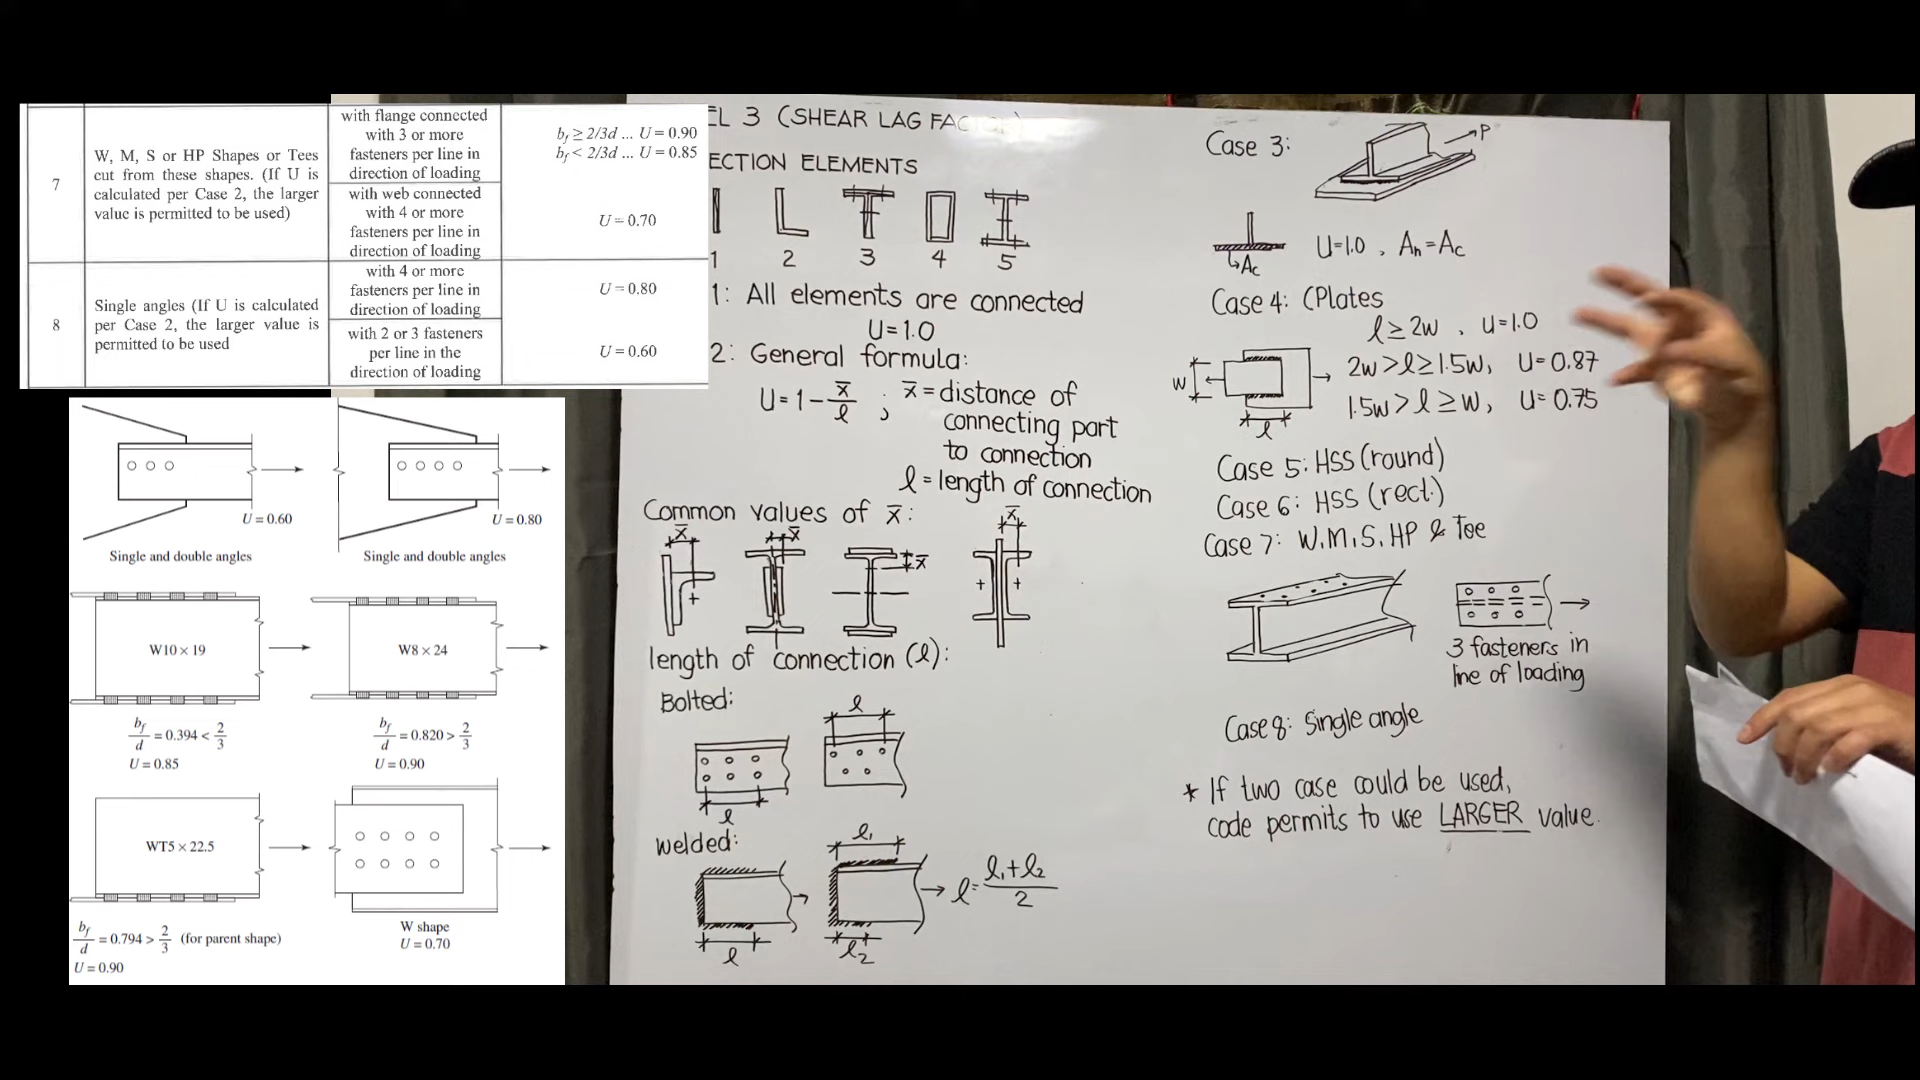 7
W, M, S or HP Shapes or Tees
cut from these shapes. (If U is
calculated per Case 2, the larger
value is permitted to be used)
with flange connected
with 3 or more
fasteners per line in
direction of loading
bf ≥ 2/3d ... U = 0.90
bf < 2/3d ... U = 0.85
with web connected
with 4 or more
fasteners per line in
direction of loading
U = 0.70
8
Single angles (If U is calculated
per Case 2, the larger value is
permitted to be used
with 4 or more
fasteners per line in
direction of loading
U = 0.80
with 2 or 3 fasteners
per line in the
direction of loading
U = 0.60
U = 0.60
Single and double angles
U = 0.80
Single and double angles
W10 × 19
bf/d = 0.394 < 2/3
U = 0.85
W8 × 24
bf/d = 0.820 > 2/3
U = 0.90
WT5 × 22.5
bf/d = 0.794 > 2/3 (for parent shape)
U = 0.90
W shape
U = 0.70
EL 3 (SHEAR LAG FAC
ECTION ELEMENTS
1 2 3 4 5
1: All elements are connected
U=1.0
2: General formula:
U = 1 - x̄/ℓ ; x̄ = distance of
connecting part
to connection
ℓ = length of connection
Common values of x̄:
x̄ x̄ x̄ x̄
length of connection (ℓ):
Bolted:
ℓ ℓ
Welded:
ℓ
ℓ₁
ℓ₂
ℓ = ℓ₁+ℓ₂/2
Case 3:
P
Ac
U=1.0 , An=Ac
Case 4: (Plates
ℓ ≥ 2w , U=1.0
2w>ℓ≥1.5w, U=0.87
1.5w>ℓ≥w, U=0.75
w
ℓ
Case 5: HSS (round)
Case 6: HSS (rect.)
Case 7: W.M.S.HP & Tee
3 fasteners in
line of loading
Case 8: Single angle
* If two case could be used,
code permits to use LARGER value.